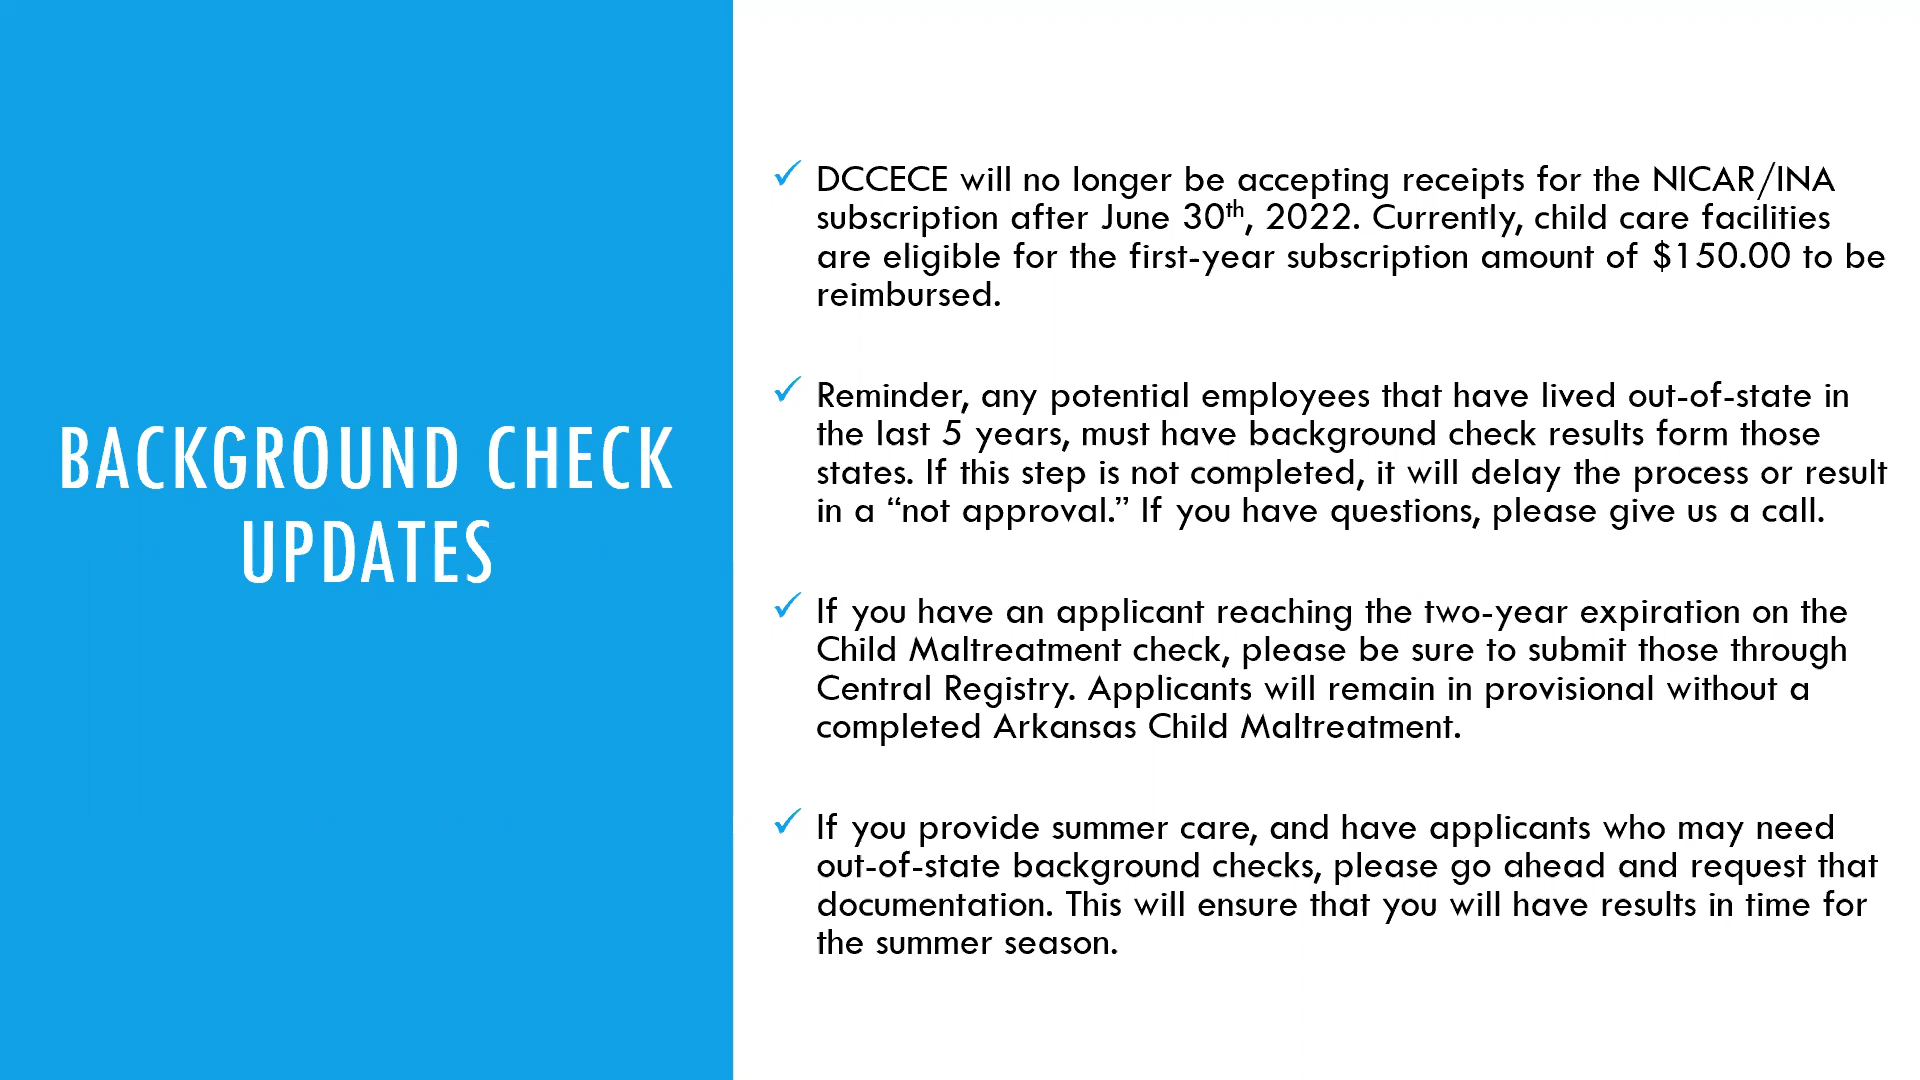 BACKGROUND CHECK
UPDATES
✓ DCCECE will no longer be accepting receipts for the NICAR/INA
subscription after June 30th, 2022. Currently, child care facilities
are eligible for the first-year subscription amount of $150.00 to be
reimbursed.
✓ Reminder, any potential employees that have lived out-of-state in
the last 5 years, must have background check results form those
states. If this step is not completed, it will delay the process or result
in a “not approval.” If you have questions, please give us a call.
✓ If you have an applicant reaching the two-year expiration on the
Child Maltreatment check, please be sure to submit those through
Central Registry. Applicants will remain in provisional without a
completed Arkansas Child Maltreatment.
✓ If you provide summer care, and have applicants who may need
out-of-state background checks, please go ahead and request that
documentation. This will ensure that you will have results in time for
the summer season.